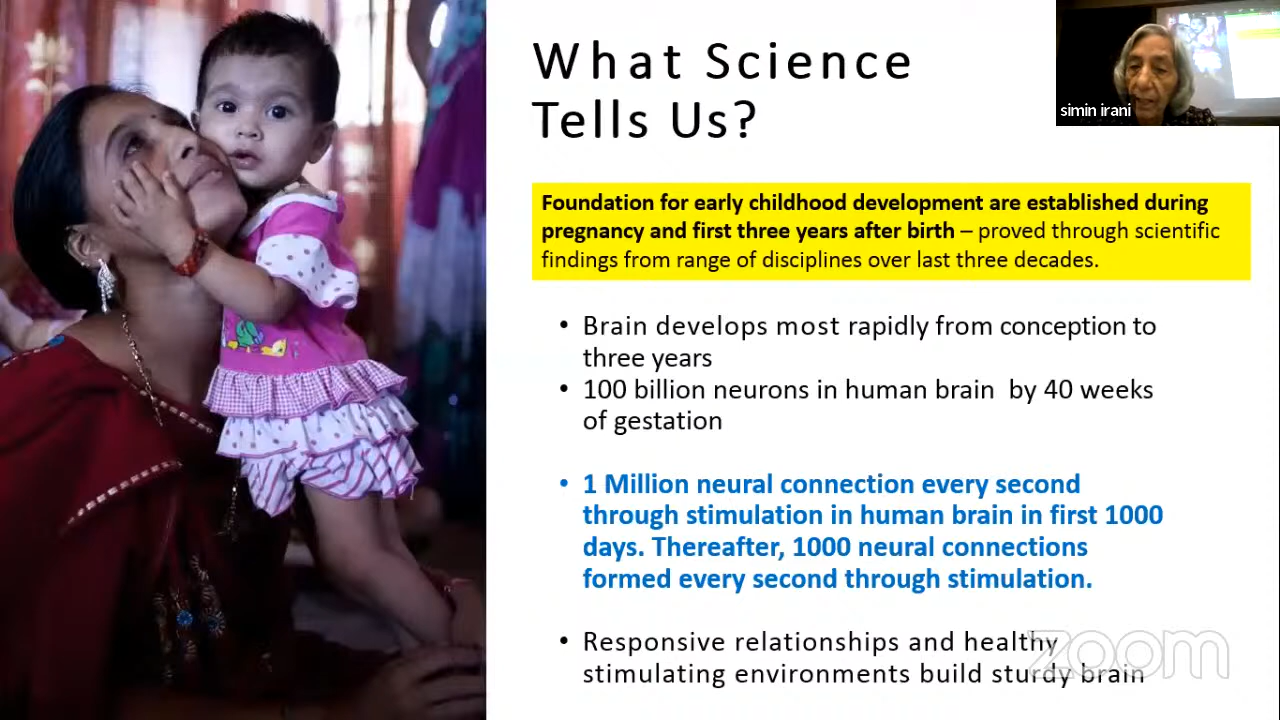 What Science
Tells Us?
simin irani
Foundation for early childhood development are established during
pregnancy and first three years after birth – proved through scientific
findings from range of disciplines over last three decades.
• Brain develops most rapidly from conception to
three years
• 100 billion neurons in human brain by 40 weeks
of gestation
• 1 Million neural connection every second
through stimulation in human brain in first 1000
days. Thereafter, 1000 neural connections
formed every second through stimulation.
• Responsive relationships and healthy
stimulating environments build sturdy brain
zoom